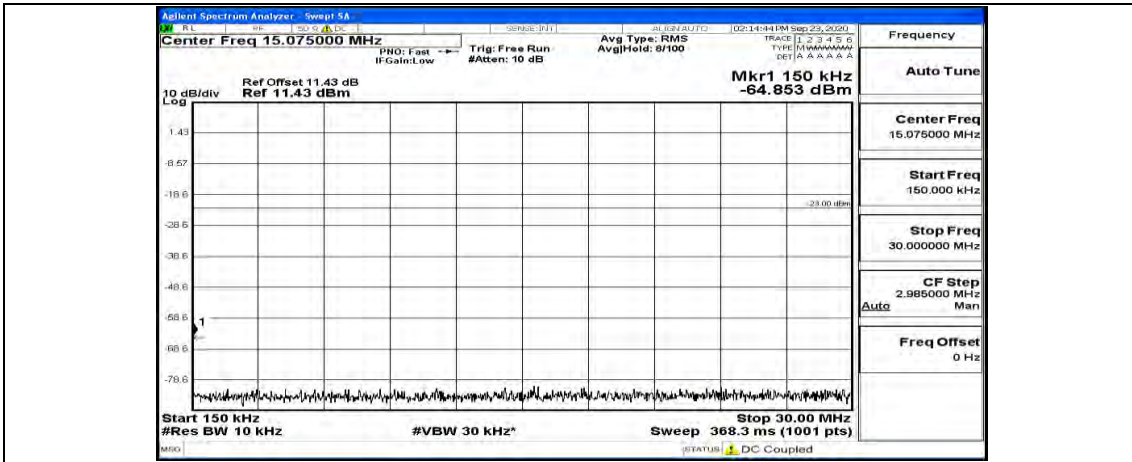 Agilent Spectrum Analyzer - Swept SA
RL RF 50 Ω DC SENSE:INT ALIGN AUTO 02:14:44 PM Sep 23, 2020
Center Freq 15.075000 MHz
PNO: Fast
IFGain:Low
Trig: Free Run
#Atten: 10 dB
Avg Type: RMS
Avg|Hold: 8/100
TRACE 1 2 3 4 5 6
TYPE M WWWWW
DET A A A A A A
Ref Offset 11.43 dB
10 dB/div Ref 11.43 dBm
Log
Mkr1 150 kHz
-64.853 dBm
1.43
-8.57
-18.6
-23.00 dBm
-28.6
-38.6
-48.6
-58.6
1
-68.6
-78.6
Start 150 kHz Stop 30.00 MHz
#Res BW 10 kHz #VBW 30 kHz* Sweep 368.3 ms (1001 pts)
MSG STATUS DC Coupled
Frequency
Auto Tune
Center Freq
15.075000 MHz
Start Freq
150.000 kHz
Stop Freq
30.000000 MHz
CF Step
2.985000 MHz
Auto Man
Freq Offset
0 Hz